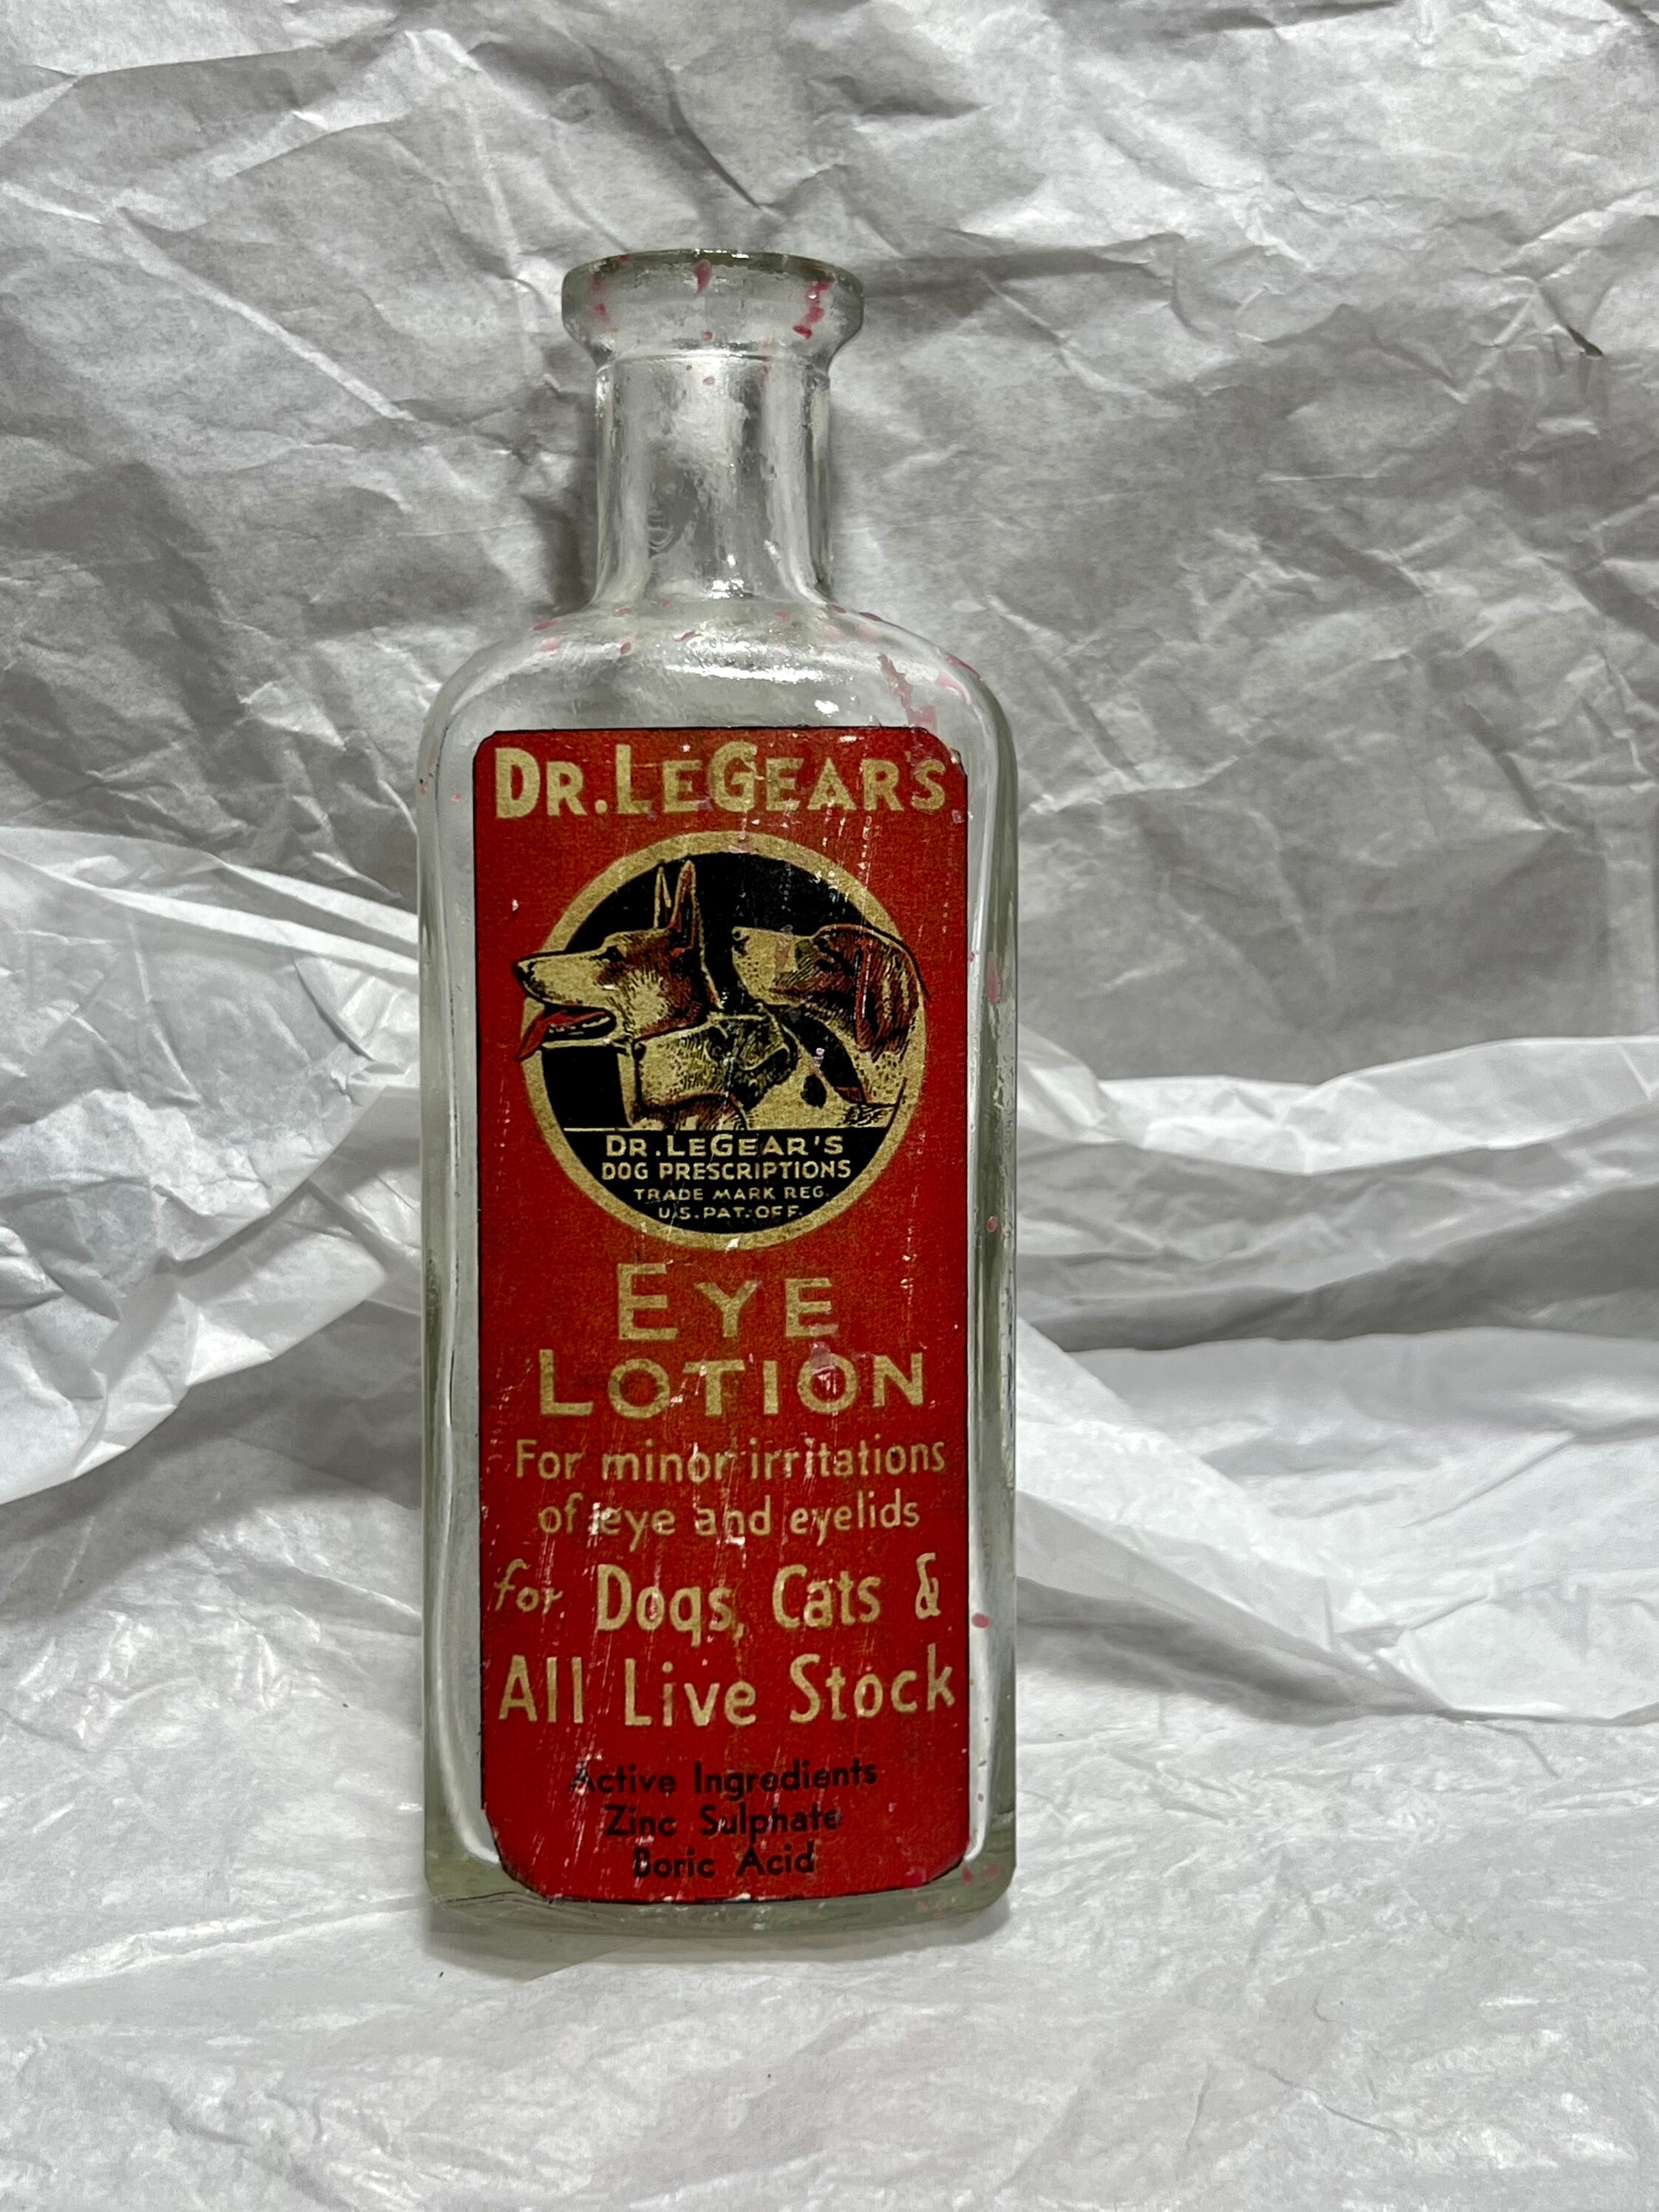 DR. LEGEAR'S
DR. LEGEAR'S
DOG PRESCRIPTIONS
TRADE MARK REG.
U.S. PAT. OFF.
EYE
LOTION
For minor irritations
of eye and eyelids
for Dogs, Cats &
All Live Stock
Active Ingredients
Zinc Sulphate
Boric Acid